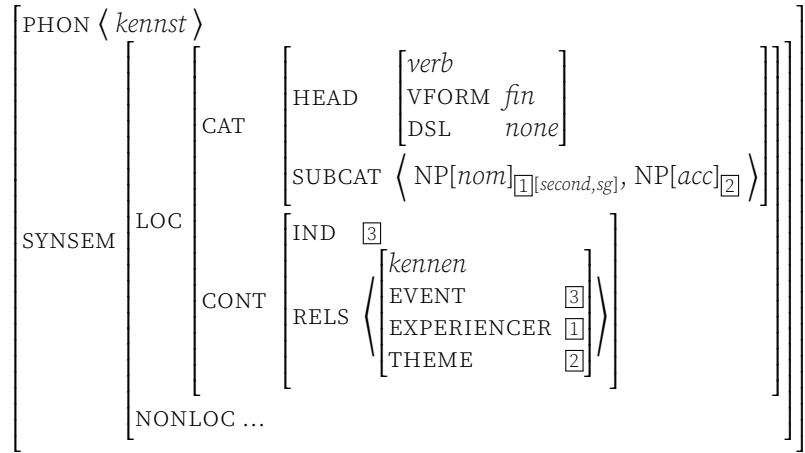 PHON ⟨ kennst ⟩
verb
HEAD VFORM fin
CAT DSL none
SUBCAT ⟨ NP[nom]1[second,sg], NP[acc]2 ⟩
SYNSEM LOC IND 3
kennen
CONT EVENT 3
RELS ⟨ EXPERIENCER 1 ⟩
THEME 2
NONLOC ...